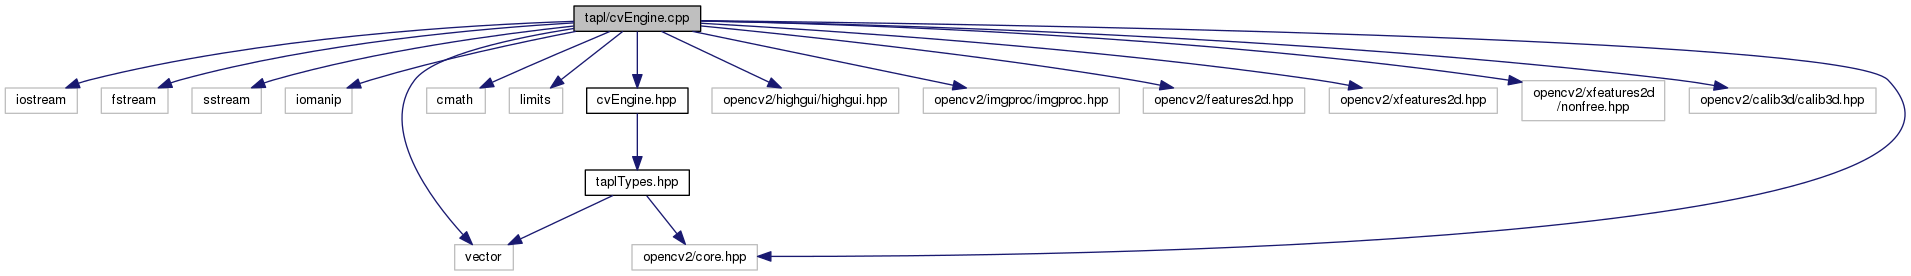 tapl/cvEngine.cpp
iostream
fstream
sstream
iomanip
cmath
limits
cvEngine.hpp
opencv2/highgui/highgui.hpp
opencv2/imgproc/imgproc.hpp
opencv2/features2d.hpp
opencv2/xfeatures2d.hpp
opencv2/xfeatures2d
/nonfree.hpp
opencv2/calib3d/calib3d.hpp
taplTypes.hpp
vector
opencv2/core.hpp